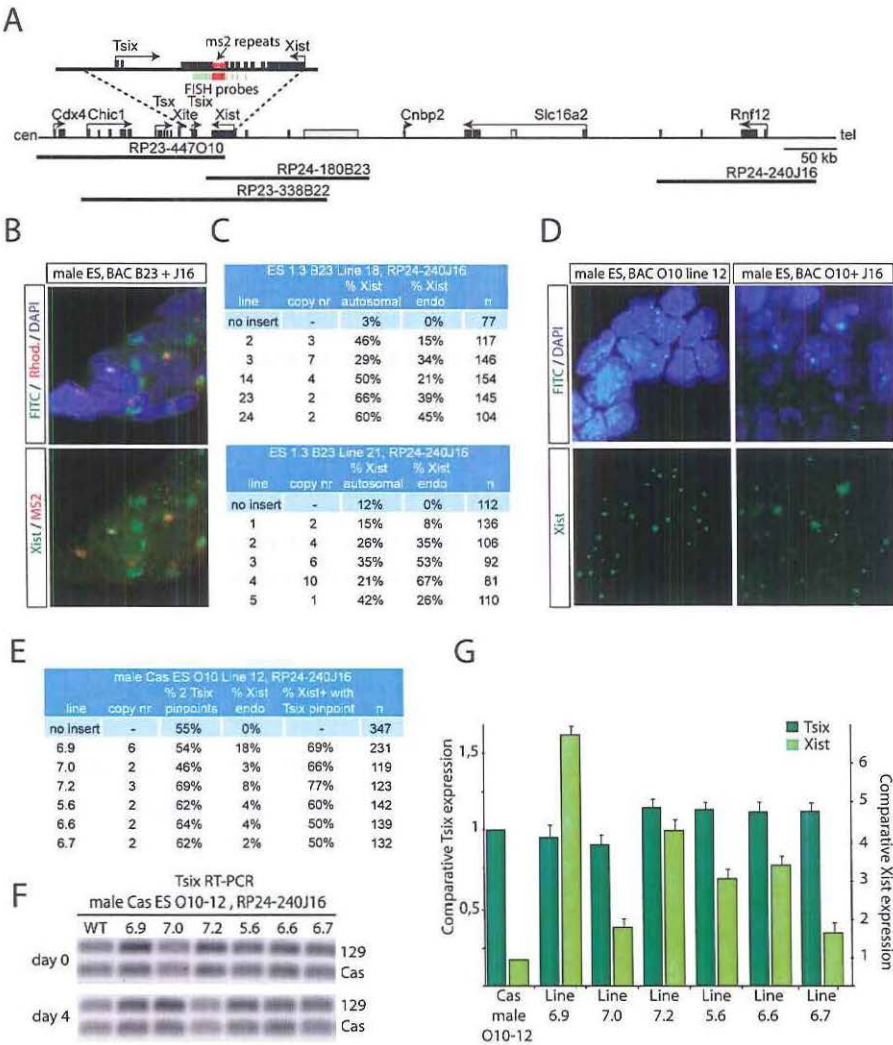 A
Tsix
ms2 repeats
Xist
FISH probes
Cdx4 Chic1 Tsx Xite Tsix Xist Cnbp2 Slc16a2 Rnf12
cen
tel
50 kb
RP23-447O10
RP24-180B23
RP24-240J16
RP23-338B22
B
male ES, BAC B23 + J16
FITC / Rhod. / DAPI
Xist / MS2
C
ES 1.3 B23 Line 18, RP24-240J16
line copy nr % Xist autosomal % Xist endo n
no insert - 3% 0% 77
2 3 46% 15% 117
3 7 29% 34% 146
14 4 50% 21% 154
23 2 66% 39% 145
24 2 60% 45% 104
ES 1.3 B23 Line 21, RP24-240J16
line copy nr % Xist autosomal % Xist endo n
no insert - 12% 0% 112
1 2 15% 8% 136
2 4 26% 35% 106
3 6 35% 53% 92
4 10 21% 67% 81
5 1 42% 26% 110
D
male ES, BAC O10 line 12
male ES, BAC O10+ J16
FITC / DAPI
Xist
E
male Cas ES O10 Line 12, RP24-240J16
line copy nr % 2 Tsix pinpoints % Xist endo % Xist+ with Tsix pinpoint n
no insert - 55% 0% - 347
6.9 6 54% 18% 69% 231
7.0 2 46% 3% 66% 119
7.2 3 69% 8% 77% 123
5.6 2 62% 4% 60% 142
6.6 2 64% 4% 50% 139
6.7 2 62% 2% 50% 132
F
Tsix RT-PCR
male Cas ES O10-12 , RP24-240J16
WT 6.9 7.0 7.2 5.6 6.6 6.7
day 0
129
Cas
day 4
129
Cas
G
Tsix
Xist
Comparative Tsix expression
1,5
1
0,5
Comparative Xist expression
6
5
4
3
2
1
Cas male O10-12
Line 6.9
Line 7.0
Line 7.2
Line 5.6
Line 6.6
Line 6.7